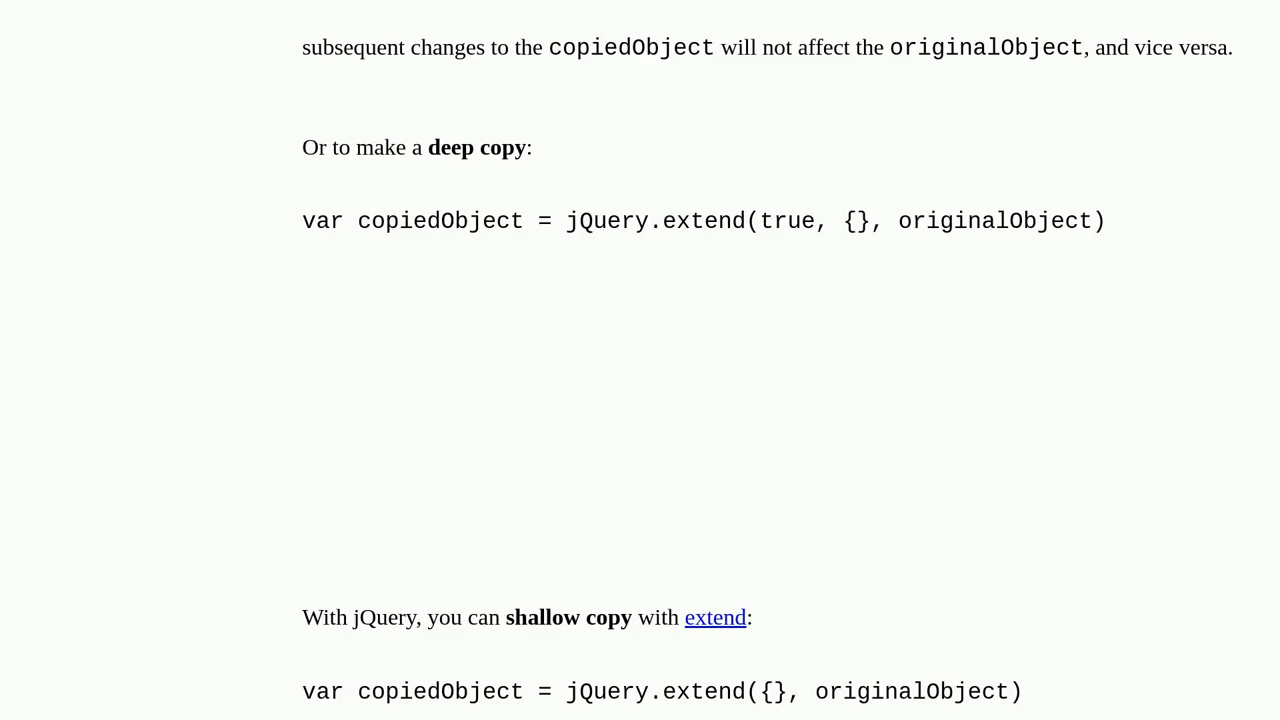 subsequent changes to the copiedObject will not affect the originalObject, and vice versa.
Or to make a deep copy:
var copiedObject = jQuery.extend(true, {}, originalObject)
With jQuery, you can shallow copy with extend:
var copiedObject = jQuery.extend({}, originalObject)